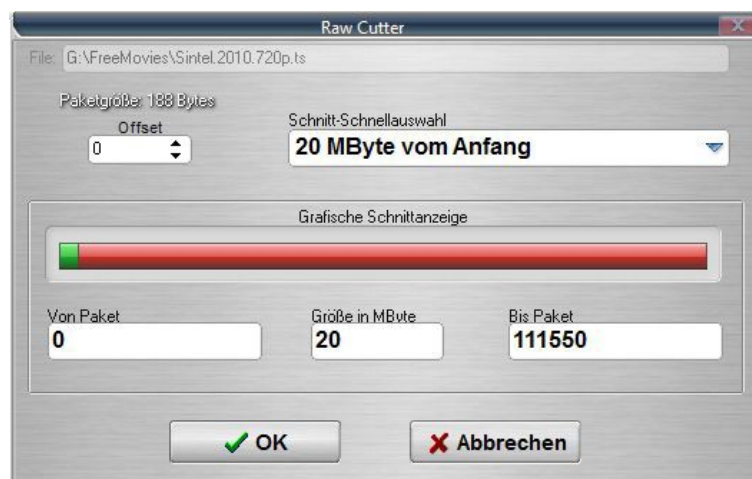 Raw Cutter
File: G:\FreeMovies\Sintel.2010.720p.ts
Paketgröße: 188 Bytes
Offset
0
Schnitt-Schnellauswahl
20 MByte vom Anfang
Grafische Schnittanzeige
Von Paket
Größe in MByte
Bis Paket
0
20
111550
OK
Abbrechen